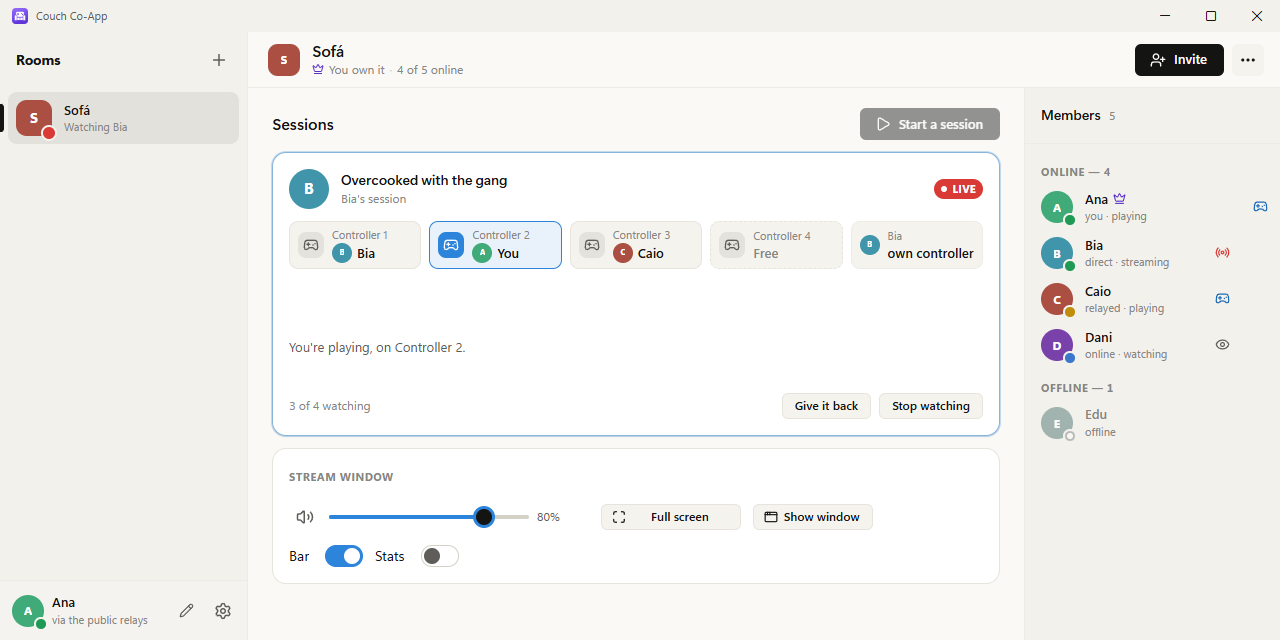 Couch Co-App
Rooms
S
Sofá
Watching Bia
A
Ana
via the public relays
S
Sofá
You own it · 4 of 5 online
Invite
Sessions
Start a session
B
Overcooked with the gang
Bia's session
LIVE
Controller 1
B Bia
Controller 2
A You
Controller 3
C Caio
Controller 4
Free
B
Bia
own controller
You're playing, on Controller 2.
3 of 4 watching
Give it back
Stop watching
STREAM WINDOW
80%
Full screen
Show window
Bar
Stats
Members 5
ONLINE — 4
A
Ana
you · playing
B
Bia
direct · streaming
C
Caio
relayed · playing
D
Dani
online · watching
OFFLINE — 1
E
Edu
offline